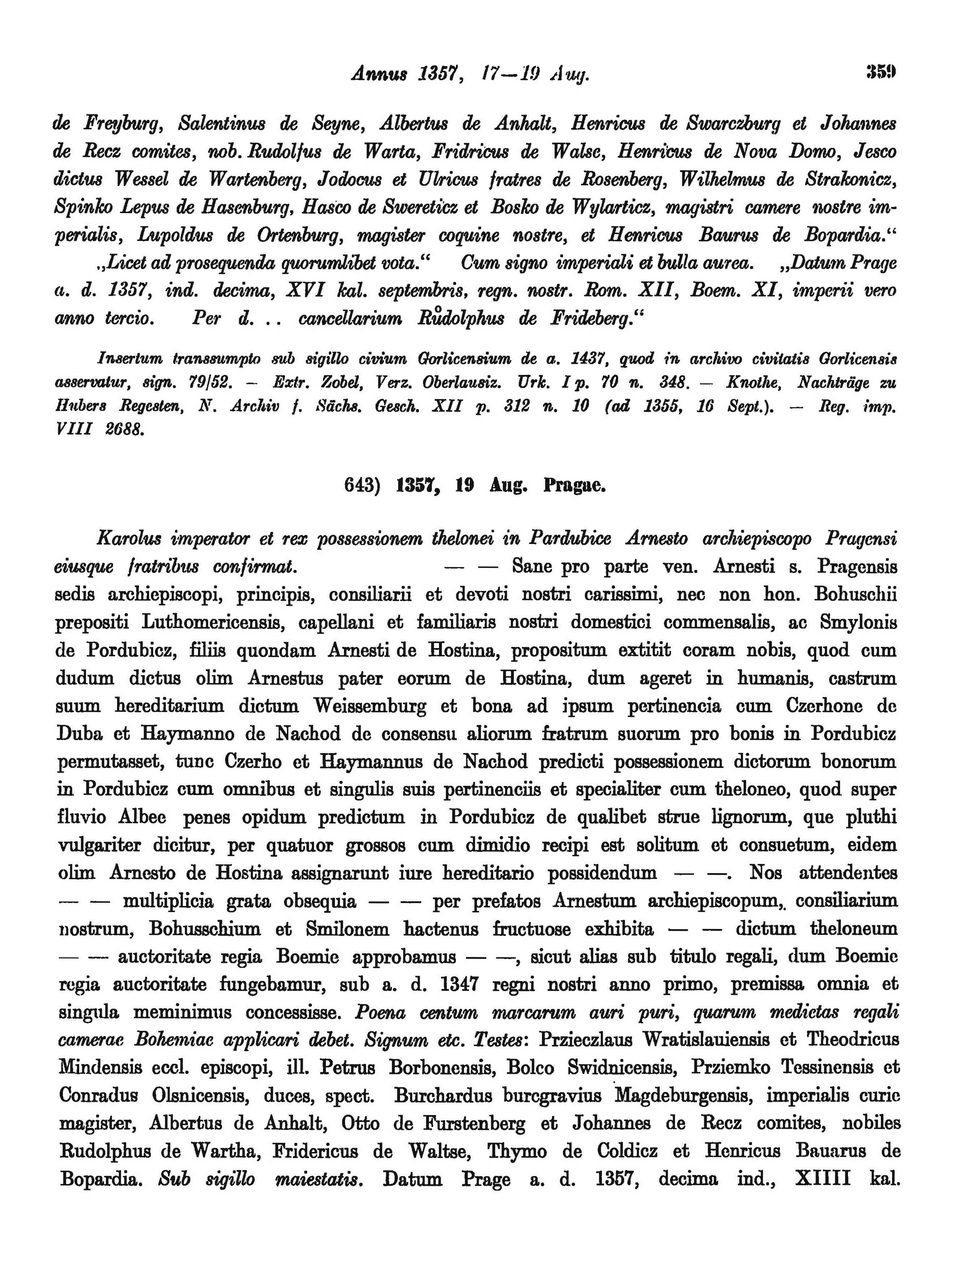 Annus 1357, 17—19 Aug. 359
de Freyburg, Salentinus de Seyne, Albertus de Anhalt, Henricus de Swarczburg et Johannes
de Recz comites, nob. Rudolfus de Warta, Fridricus de Walse, Henricus de Nova Domo, Jesco
dictus Wessel de Wartenberg, Jodocus et Ulricus fratres de Rosenberg, Wilhelmus de Strakonicz,
Spinko Lepus de Hasenburg, Hasco de Swereticz et Bosko de Wylarticz, magistri camere nostre im-
perialis, Lupoldus de Ortenburg, magister coquine nostre, et Henricus Baurus de Bopardia.“
„Licet ad prosequenda quorumlibet vota.“ Cum signo imperiali et bulla aurea. „Datum Prage
a. d. 1357, ind. decima, XVI kal. septembris, regn. nostr. Rom. XII, Boem. XI, imperii vero
anno tercio. Per d. .. cancellarium Růdolphus de Frideberg.“
Insertum transsumpto sub sigillo civium Gorlicensium de a. 1437, quod in archivo civitatis Gorlicensis
asservatur, sign. 79/52. — Extr. Zobel, Verz. Oberlausiz. Urk. I p. 70 n. 348. — Knothe, Nachträge zu
Hubers Regesten, N. Archiv f. Sächs. Gesch. XII p. 312 n. 10 (ad 1355, 16 Sept.). — Reg. imp.
VIII 2688.
643) 1357, 19 Aug. Prague.
Karolus imperator et rex possessionem thelonei in Pardubice Arnesto archiepiscopo Pragensi
eiusque fratribus confirmat. — — Sane pro parte ven. Arnesti s. Pragensis
sedis archiepiscopi, principis, consiliarii et devoti nostri carissimi, nec non hon. Bohuschii
prepositi Luthomericensis, capellani et familiaris nostri domestici commensalis, ac Smylonis
de Pordubicz, filiis quondam Arnesti de Hostina, propositum extitit coram nobis, quod cum
dudum dictus olim Arnestus pater eorum de Hostina, dum ageret in humanis, castrum
suum hereditarium dictum Weissemburg et bona ad ipsum pertinencia cum Czerhone de
Duba et Haymanno de Nachod de consensu aliorum fratrum suorum pro bonis in Pordubicz
permutasset, tunc Czerho et Haymannus de Nachod predicti possessionem dictorum bonorum
in Pordubicz cum omnibus et singulis suis pertinenciis et specialiter cum theloneo, quod super
fluvio Albee penes opidum predictum in Pordubicz de qualibet strue lignorum, que pluthi
vulgariter dicitur, per quatuor grossos cum dimidio recipi est solitum et consuetum, eidem
olim Arnesto de Hostina assignarunt iure hereditario possidendum — —. Nos attendentes
— — multiplicia grata obsequia — — per prefatos Arnestum archiepiscopum, consiliarium
nostrum, Bohusschium et Smilonem hactenus fructuose exhibita — — dictum theloneum
— — auctoritate regia Boemie approbamus — —, sicut alias sub titulo regali, dum Boemie
regia auctoritate fungebamur, sub a. d. 1347 regni nostri anno primo, premissa omnia et
singula meminimus concessisse. Poena centum marcarum auri puri, quarum medietas regali
camerae Bohemiae applicari debet. Signum etc. Testes: Przieczlaus Wratislauiensis et Theodricus
Mindensis eccl. episcopi, ill. Petrus Borbonensis, Bolco Swidnicensis, Prziemko Tessinensis et
Conradus Olsnicensis, duces, spect. Burchardus burcgravius Magdeburgensis, imperialis curie
magister, Albertus de Anhalt, Otto de Furstenberg et Johannes de Recz comites, nobiles
Rudolphus de Wartha, Fridericus de Waltse, Thymo de Coldicz et Henricus Bauarus de
Bopardia. Sub sigillo maiestatis. Datum Prage a. d. 1357, decima ind., XIIII kal.